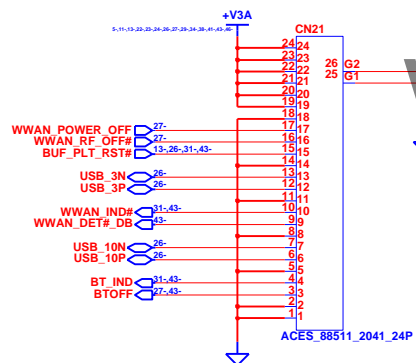 +V3A
5-,11-,13-,22-,23-,24-,26-,27-,29-,34-,39-,41-,43-,46-
CN21
24 24
23 23
22 22 26 G2
21 21 25 G1
20 20
19 19
18 18
WWAN_POWER_OFF 27- 17 17
WWAN_RF_OFF# 27- 16 16
BUF_PLT_RST# 13-,26-,31-,43- 15 15
14 14
USB_3N 26- 13 13
USB_3P 26- 12 12
11 11
WWAN_IND# 31-,43- 10 10
WWAN_DET#_DB 43- 9 9
8 8
USB_10N 26- 7 7
USB_10P 26- 6 6
5 5
BT_IND 31-,43- 4 4
BTOFF 27-,43- 3 3
2 2
1 1
ACES_88511_2041_24P